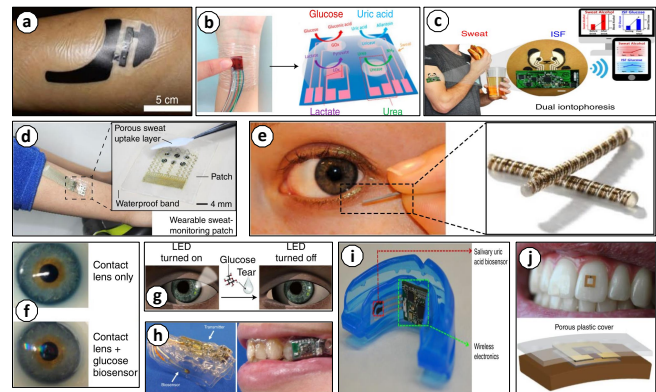 a
5 cm
b
Glucose
Uric acid
Lactate
Urea
c
Sweat
ISF
Dual iontophoresis
d
Porous sweat
uptake layer
Patch
Waterproof band
4 mm
Wearable sweat-
monitoring patch
e
f
Contact
lens only
Contact
lens +
glucose
biosensor
g
LED
turned on
Glucose
Tear
LED
turned off
h
Transmitter
Biosensor
i
Salivary uric
acid biosensor
Wireless
electronics
j
Porous plastic cover